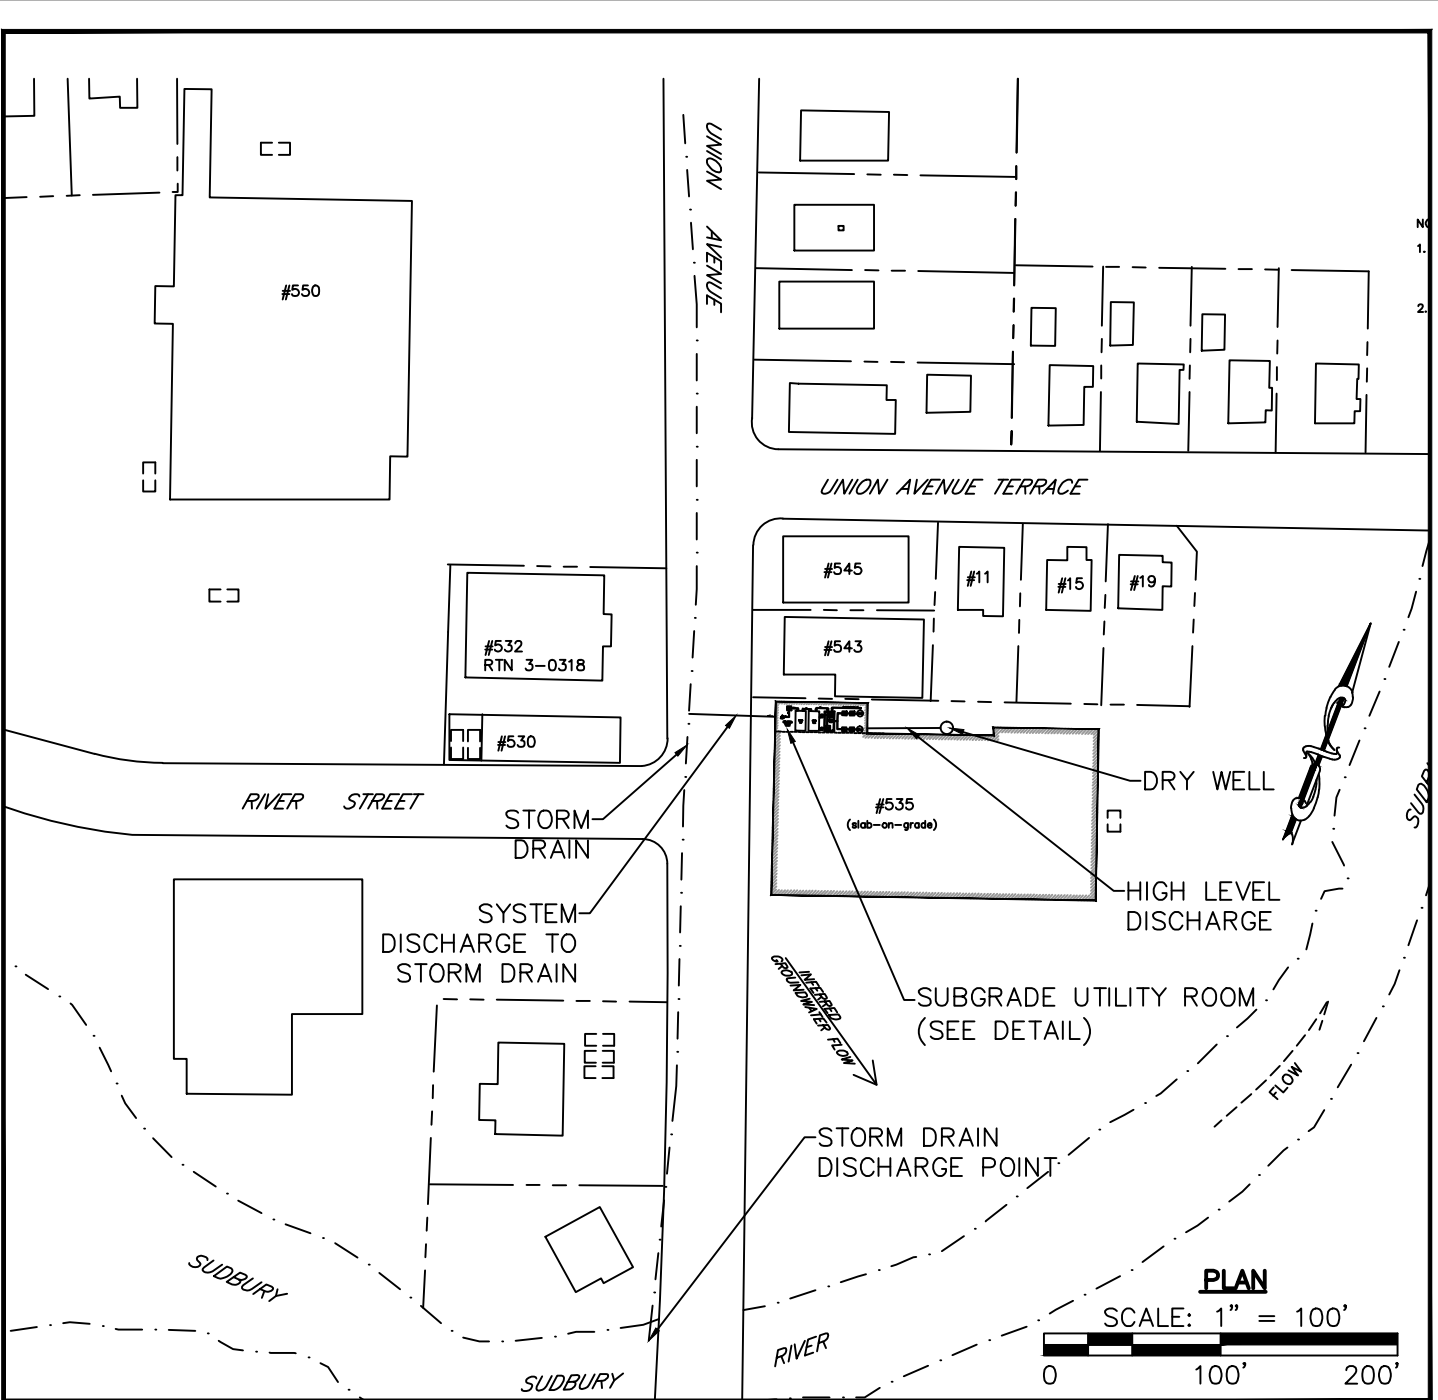 UNION AVENUE
NO
1.
#550
2.
UNION AVENUE TERRACE
#545
#11
#15
#19
#532
RTN 3-0318
#543
#530
DRY WELL
RIVER STREET
STORM
DRAIN
#535
(slab-on-grade)
HIGH LEVEL
DISCHARGE
SYSTEM
DISCHARGE TO
STORM DRAIN
INFERRED
GROUNDWATER FLOW
SUBGRADE UTILITY ROOM
(SEE DETAIL)
FLOW
STORM DRAIN
DISCHARGE POINT
SUDBURY
PLAN
SCALE: 1" = 100'
RIVER
0 100' 200'
SUDBURY